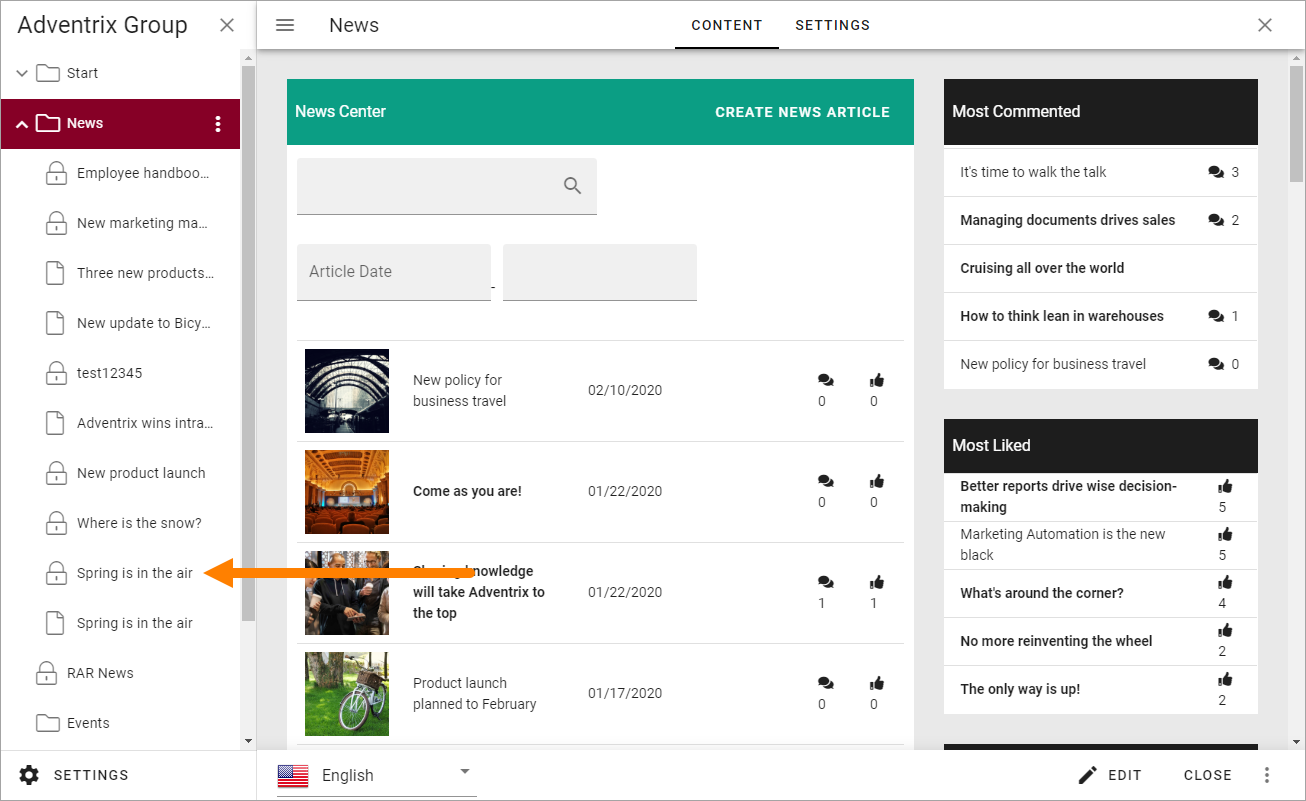 Adventrix Group
Start
News
Employee handboo...
New marketing ma...
Three new products...
New update to Bicy...
test12345
Adventrix wins intra...
New product launch
Where is the snow?
Spring is in the air
Spring is in the air
RAR News
Events
SETTINGS
News
CONTENT
SETTINGS
News Center
CREATE NEWS ARTICLE
Article Date
-
New policy for
business travel
02/10/2020
0
0
Come as you are!
01/22/2020
0
0
knowledge
will take Adventrix to
the top
01/22/2020
1
1
Product launch
planned to February
01/17/2020
0
0
Most Commented
It's time to walk the talk
3
Managing documents drives sales
2
Cruising all over the world
How to think lean in warehouses
1
New policy for business travel
0
Most Liked
Better reports drive wise decision-
making
5
Marketing Automation is the new
black
5
What's around the corner?
4
No more reinventing the wheel
2
The only way is up!
2
English
EDIT
CLOSE